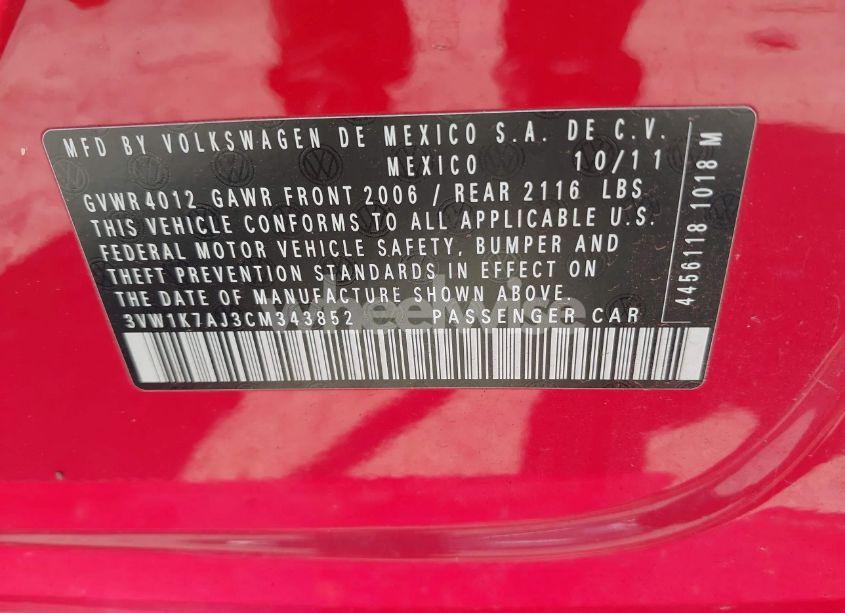 MFD BY VOLKSWAGEN DE MEXICO S.A. DE C.V.
MEXICO 10/11
GVWR 4012 GAWR FRONT 2006 / REAR 2116 LBS
THIS VEHICLE CONFORMS TO ALL APPLICABLE U.S.
FEDERAL MOTOR VEHICLE SAFETY, BUMPER AND
THEFT PREVENTION STANDARDS IN EFFECT ON
THE DATE OF MANUFACTURE SHOWN ABOVE.
3VW1K7AJ3CM343852 PASSENGER CAR
4456118 1018 M